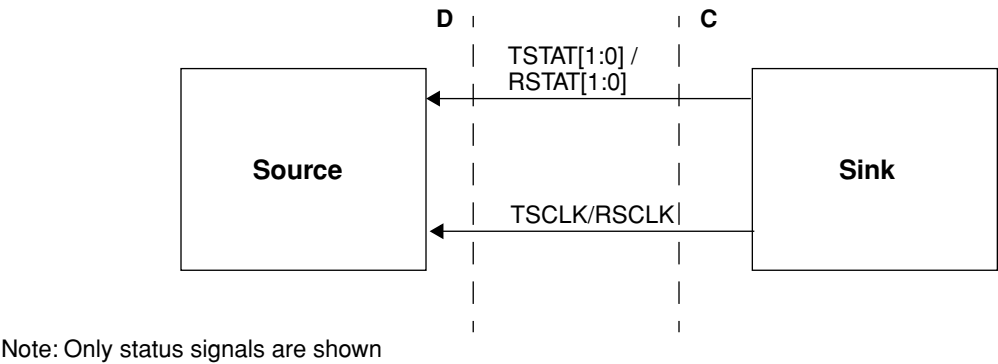 D
C
TSTAT[1:0] /
RSTAT[1:0]
Source
Sink
TSCLK/RSCLK
Note: Only status signals are shown